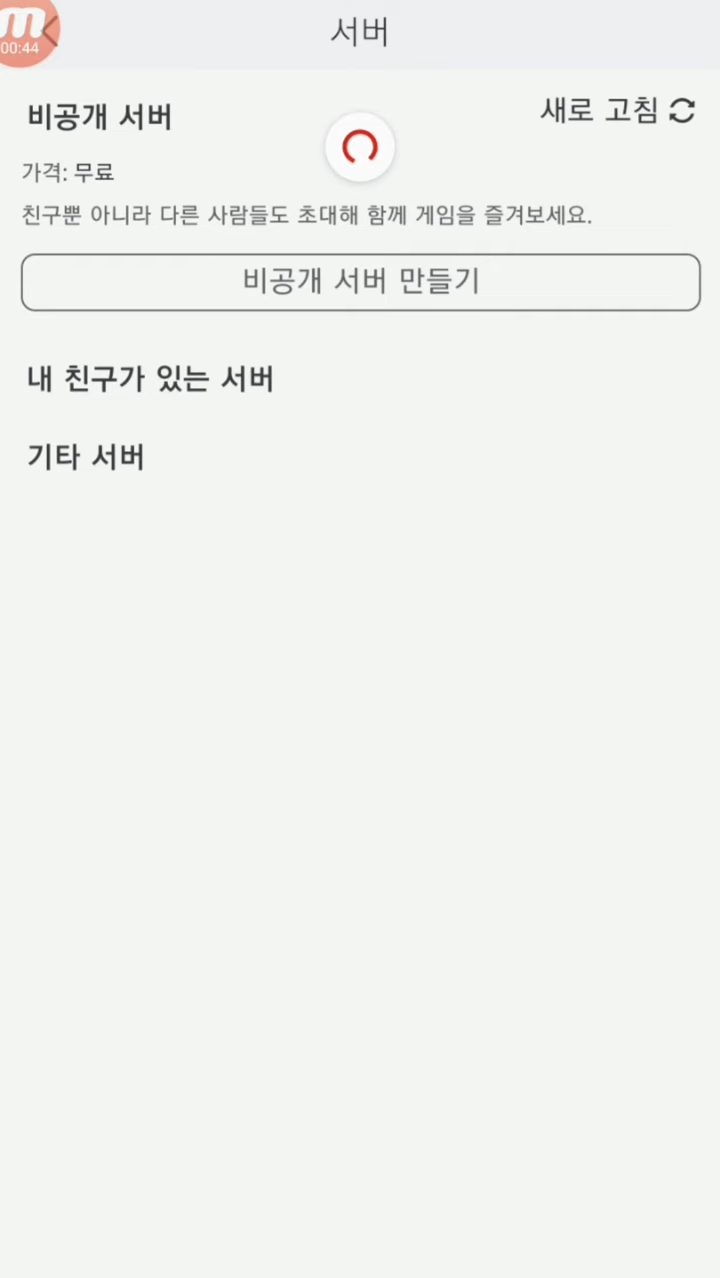 서버
m
00:44
비공개 서버
새로 고침
가격: 무료
친구뿐 아니라 다른 사람들도 초대해 함께 게임을 즐겨보세요.
비공개 서버 만들기
내 친구가 있는 서버
기타 서버